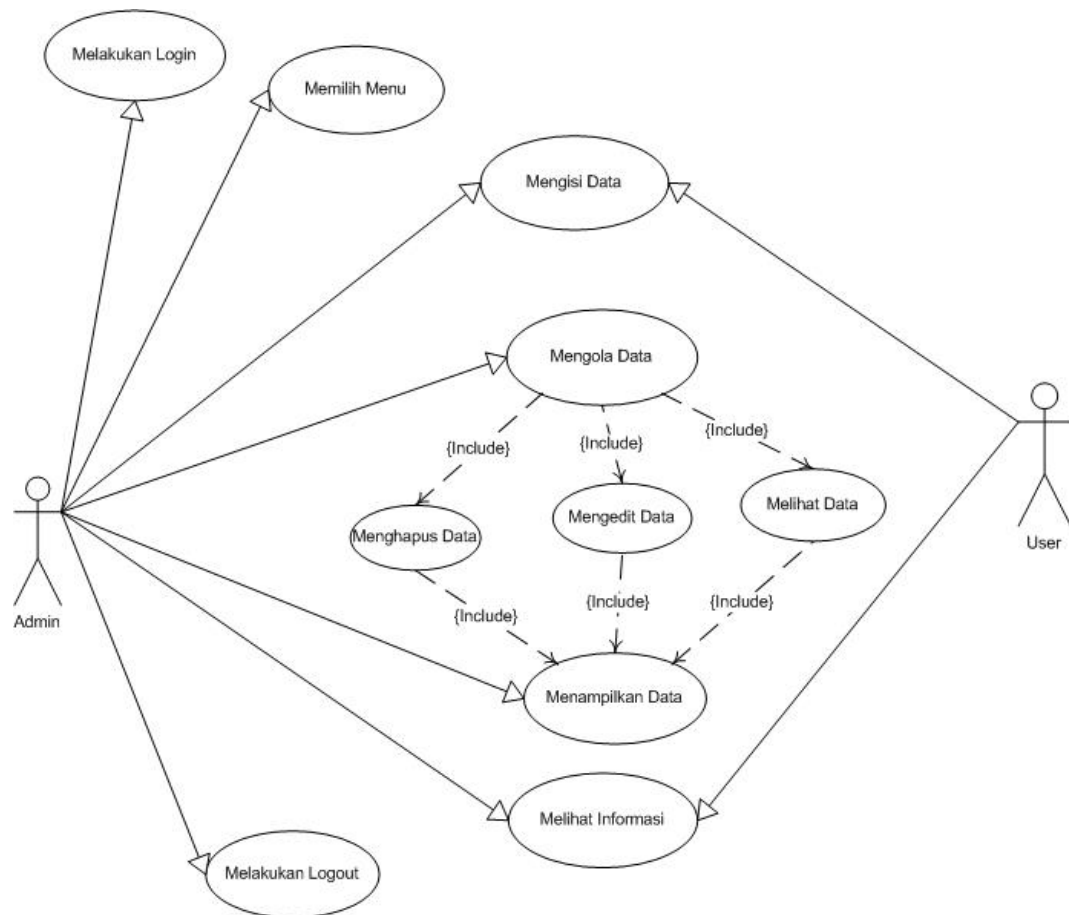 Melakukan Login
Memilih Menu
Mengisi Data
Mengola Data
{Include}
{Include}
{Include}
Menghapus Data
Mengedit Data
Melihat Data
User
Admin
{Include}
{Include}
{Include}
Menampilkan Data
Melihat Informasi
Melakukan Logout